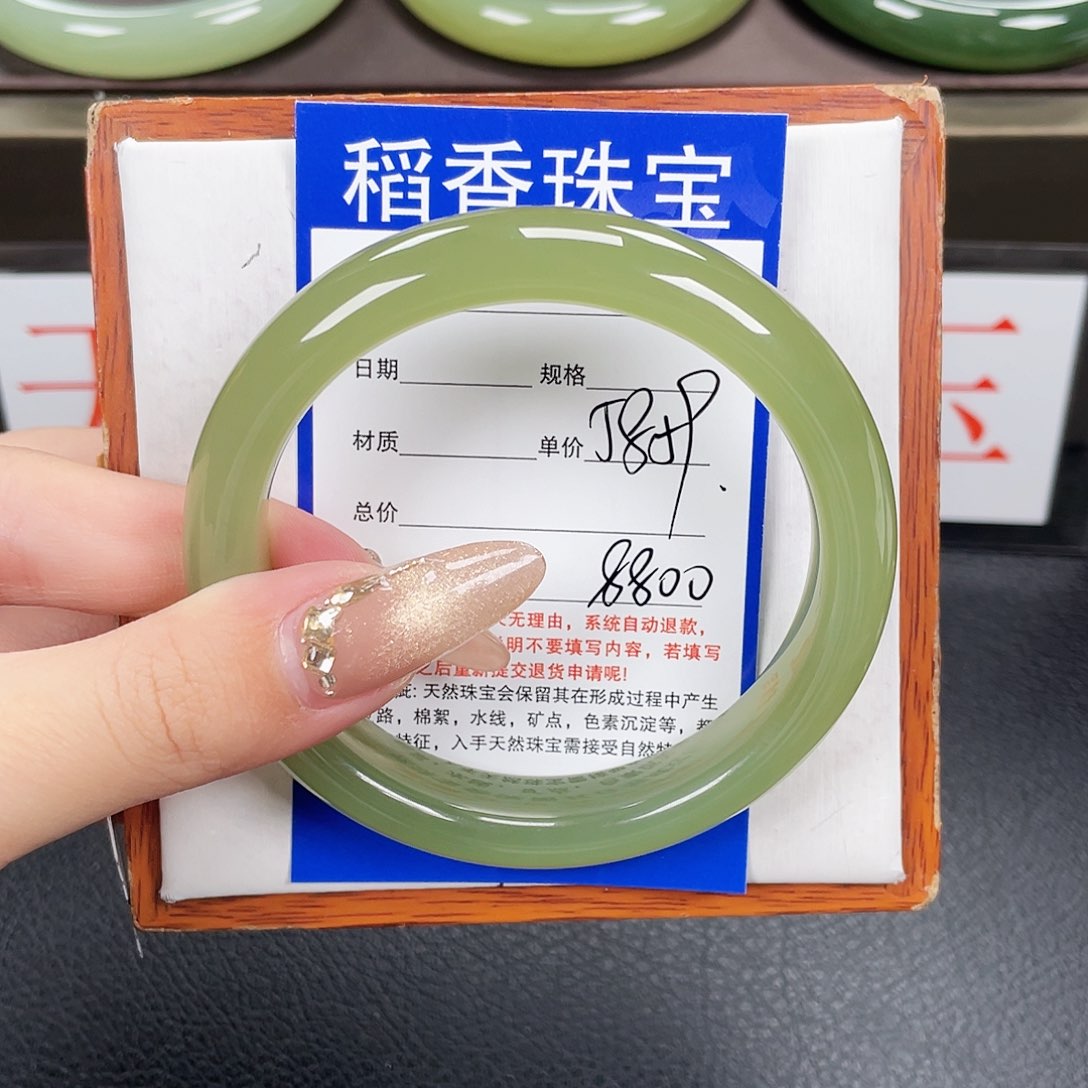 稻香珠宝
日期 规格
材质 单价
总价
8800
无理由，系统自动退款，
明不要填写内容，若填写
之后重新提交退货申请呢!
疵: 天然珠宝会保留其在形成过程中产生
路，棉絮，水线，矿点，色素沉淀等，都
特征，入手天然珠宝需接受自然特